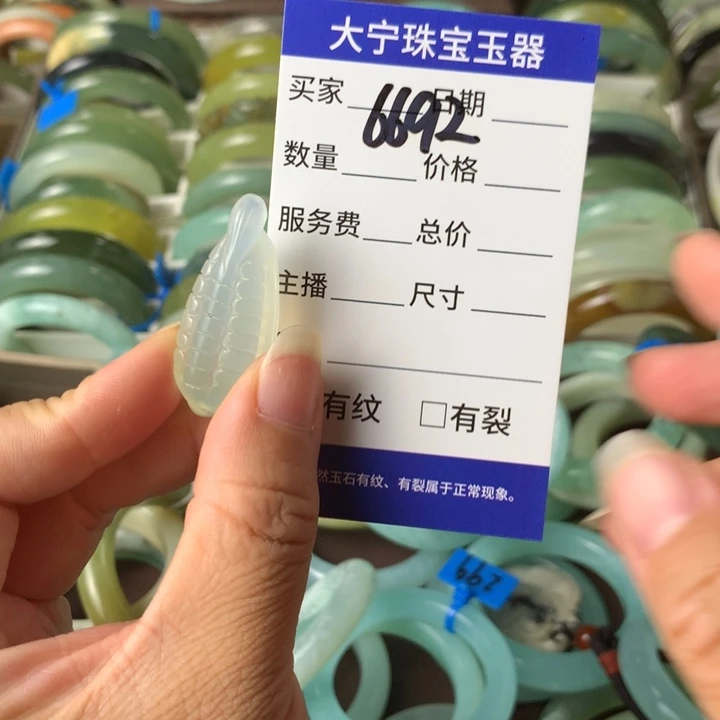 大宁珠宝玉器
买家 日期
6692
数量 价格
服务费 总价
主播 尺寸
有纹 □有裂
然玉石有纹、有裂属于正常现象。
662